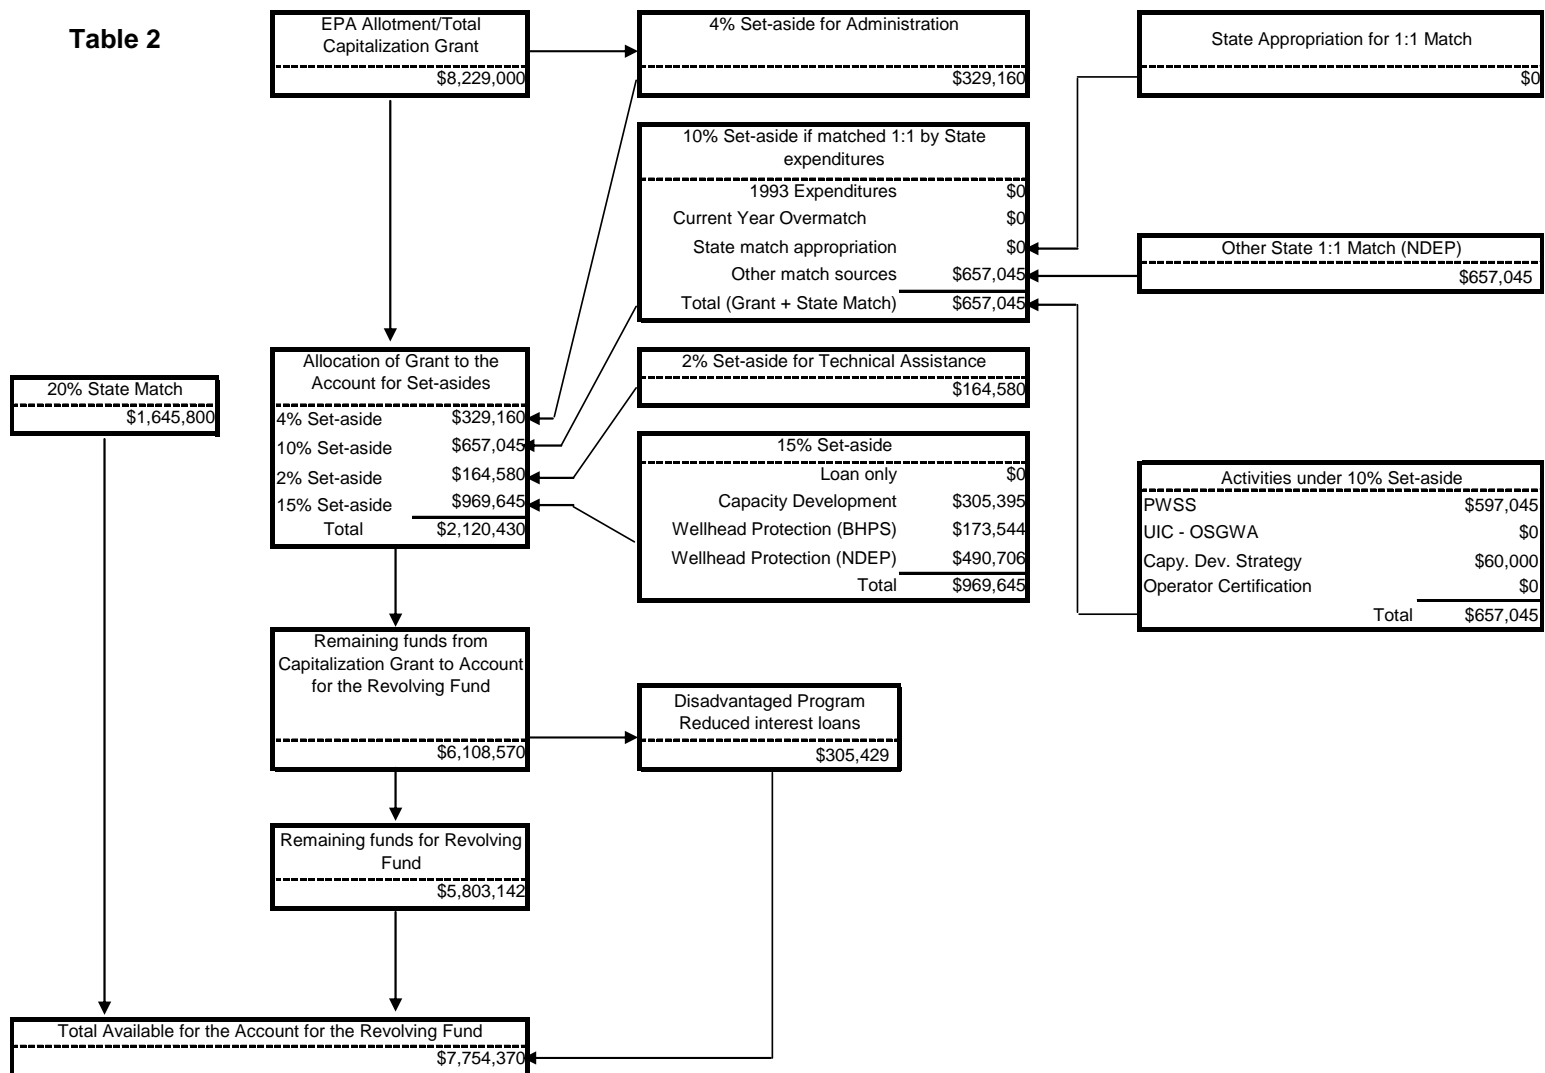 Table 2
EPA Allotment/Total
Capitalization Grant
$8,229,000
4% Set-aside for Administration
$329,160
State Appropriation for 1:1 Match
$0
10% Set-aside if matched 1:1 by State
expenditures
1993 Expenditures $0
Current Year Overmatch $0
State match appropriation $0
Other match sources $657,045
Total (Grant + State Match) $657,045
Other State 1:1 Match (NDEP)
$657,045
20% State Match
$1,645,800
Allocation of Grant to the
Account for Set-asides
4% Set-aside $329,160
10% Set-aside $657,045
2% Set-aside $164,580
15% Set-aside $969,645
Total $2,120,430
2% Set-aside for Technical Assistance
$164,580
15% Set-aside
Loan only $0
Capacity Development $305,395
Wellhead Protection (BHPS) $173,544
Wellhead Protection (NDEP) $490,706
Total $969,645
Activities under 10% Set-aside
PWSS $597,045
UIC - OSGWA $0
Capy. Dev. Strategy $60,000
Operator Certification $0
Total $657,045
Remaining funds from
Capitalization Grant to Account
for the Revolving Fund
$6,108,570
Disadvantaged Program
Reduced interest loans
$305,429
Remaining funds for Revolving
Fund
$5,803,142
Total Available for the Account for the Revolving Fund
$7,754,370